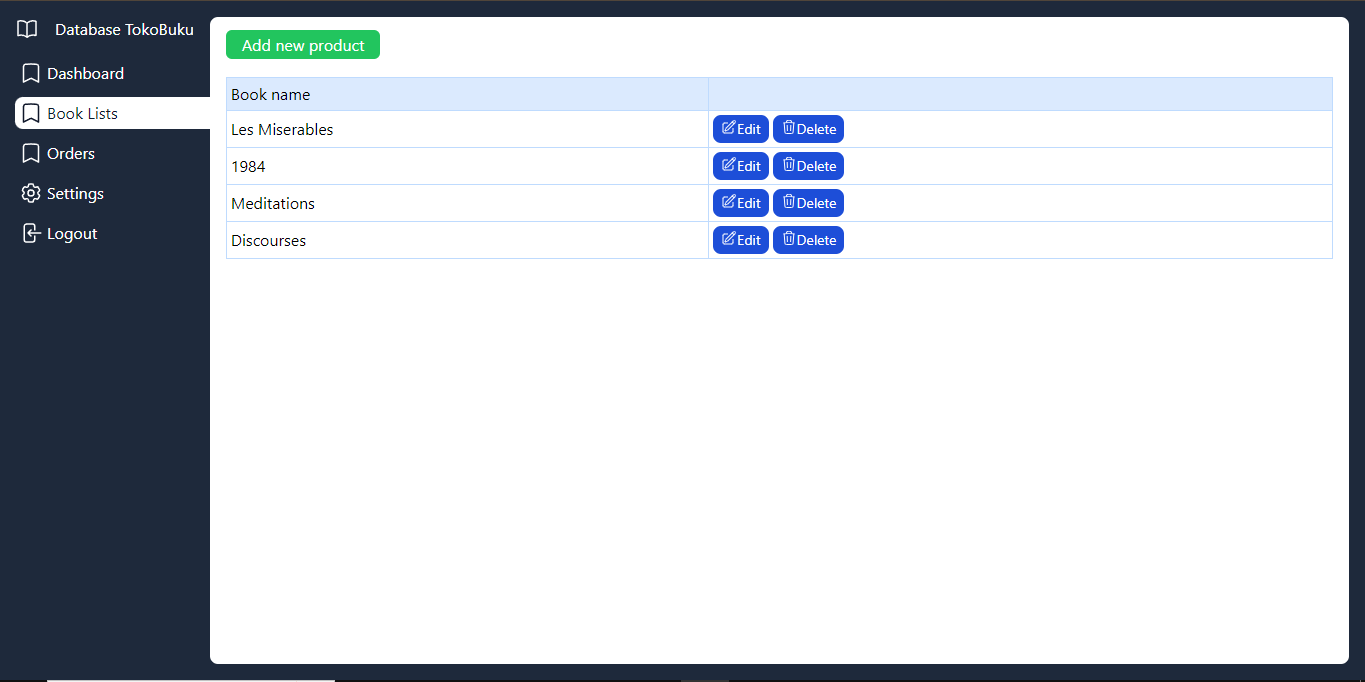 Database TokoBuku
Dashboard
Book Lists
Orders
Settings
Logout
Add new product
Book name
Les Miserables Edit Delete
1984 Edit Delete
Meditations Edit Delete
Discourses Edit Delete